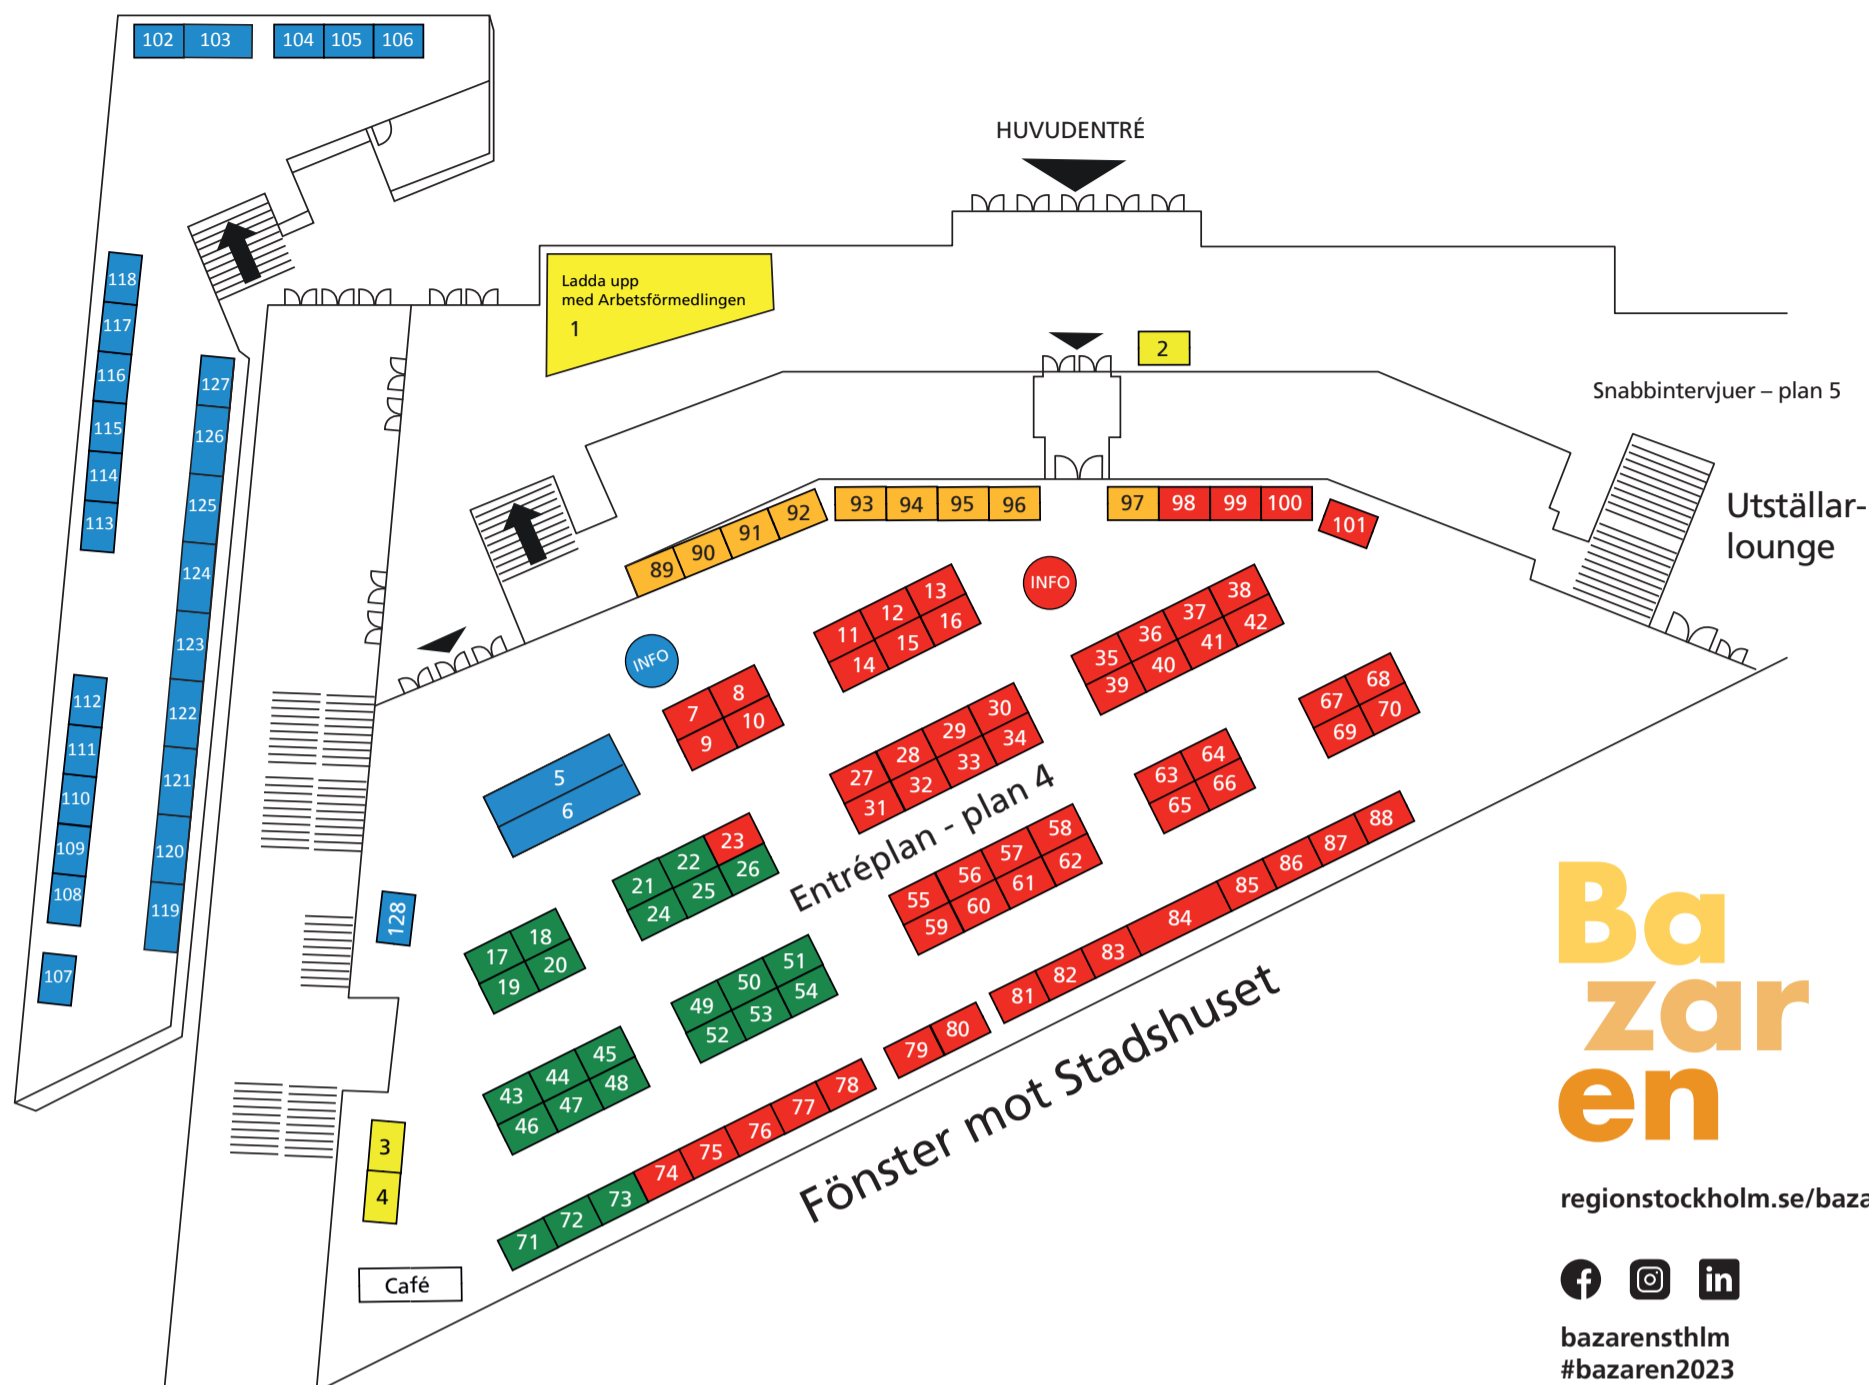 102 103 104 105 106
HUVUDENTRÉ
Ladda upp
med Arbetsförmedlingen
1
2
Snabbintervjuer – plan 5
Utställar-
lounge
118
117
116
115
114
113
127
126
125
124
123
122
121
120
119
112
111
110
109
108
107
128
89 90 91 92
93 94 95 96
97 98 99 100
101
INFO
INFO
5
6
7 8
9 10
11 12 13
14 15 16
35 36 37 38
39 40 41 42
67 68
69 70
27 28 29 30
31 32 33 34
63 64
65 66
21 22 23
24 25 26
Entréplan - plan 4
55 56 57 58
59 60 61 62
17 18
19 20
49 50 51
52 53 54
43 44 45
46 47 48
71 72 73 74 75 76 77 78
79 80
81 82 83 84 85 86 87 88
Fönster mot Stadshuset
3
4
Café
Ba
zar
en
regionstockholm.se/baza
bazarensthlm
#bazaren2023